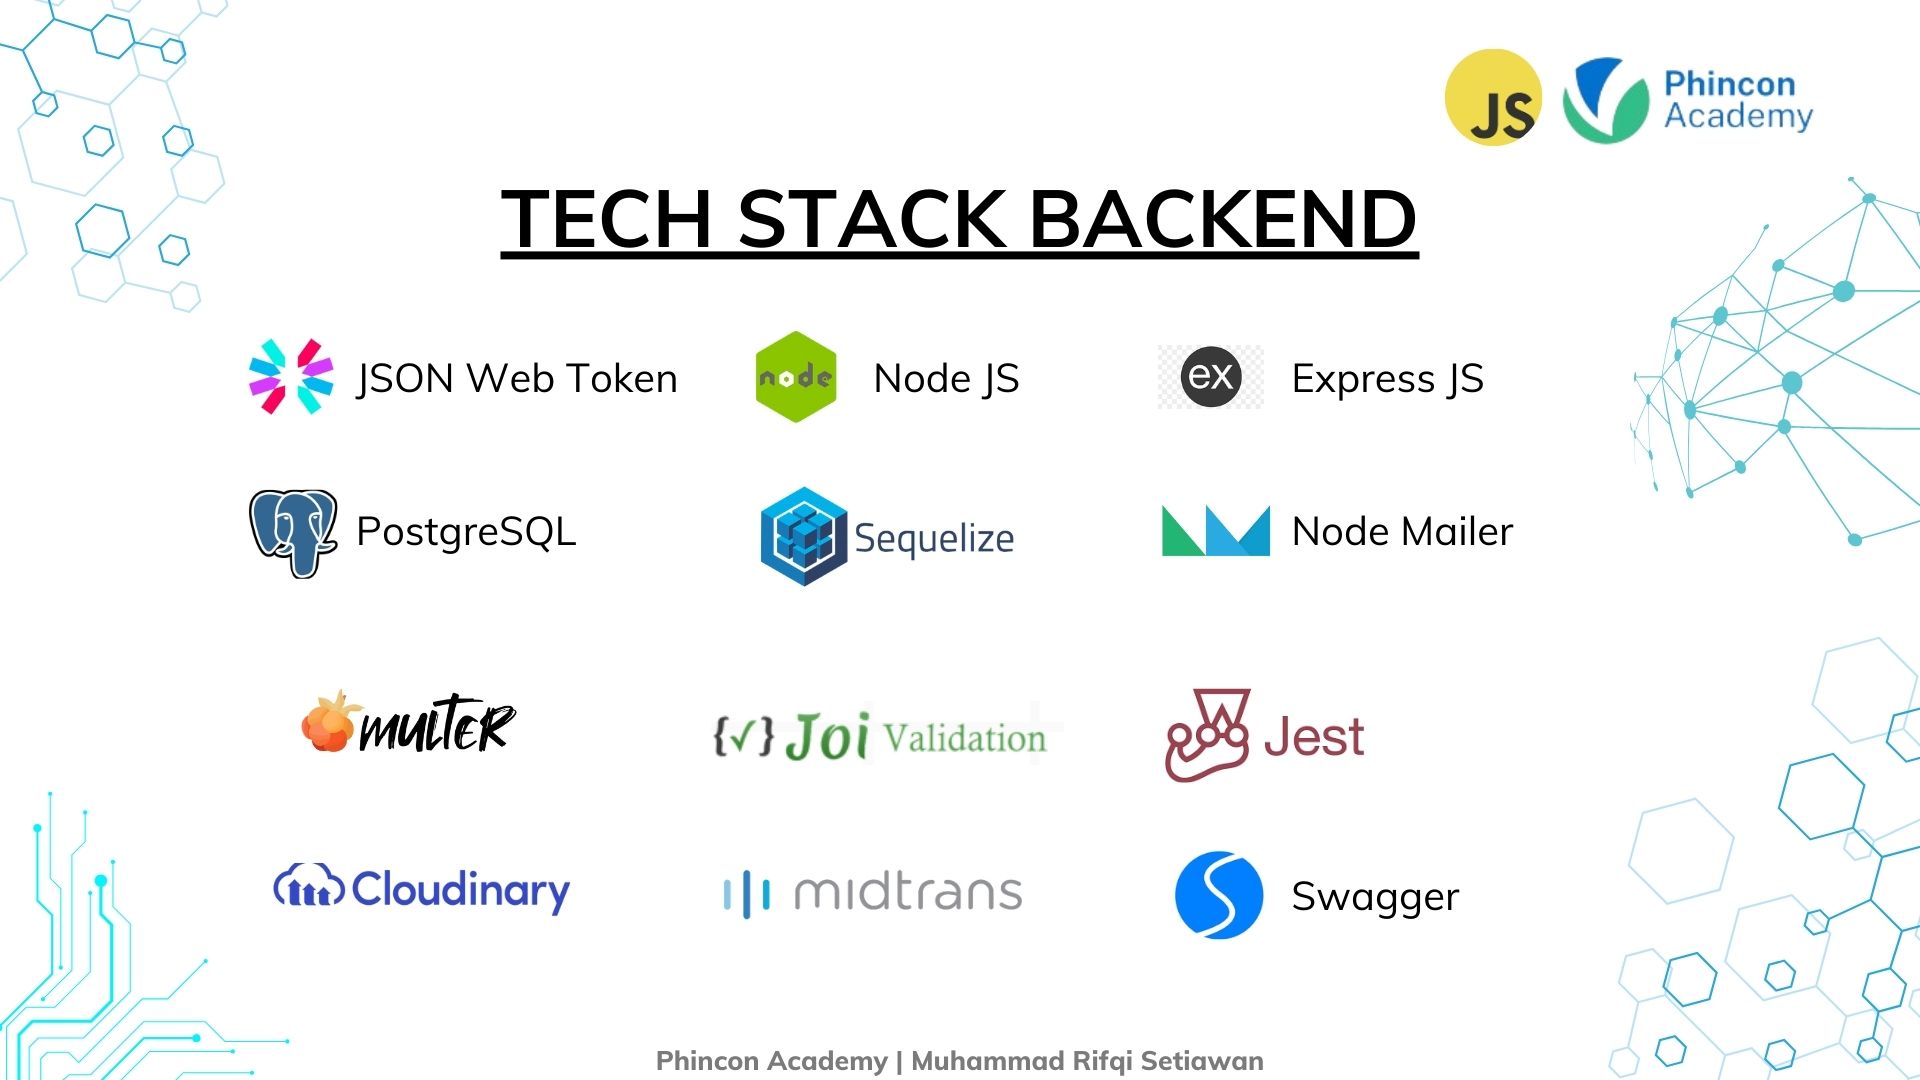 JS Phincon
Academy
TECH STACK BACKEND
JSON Web Token
node Node JS
ex Express JS
PostgreSQL
Sequelize
Node Mailer
MULTER
{✓} Joi Validation
Jest
Cloudinary
midtrans
Swagger
Phincon Academy | Muhammad Rifqi Setiawan